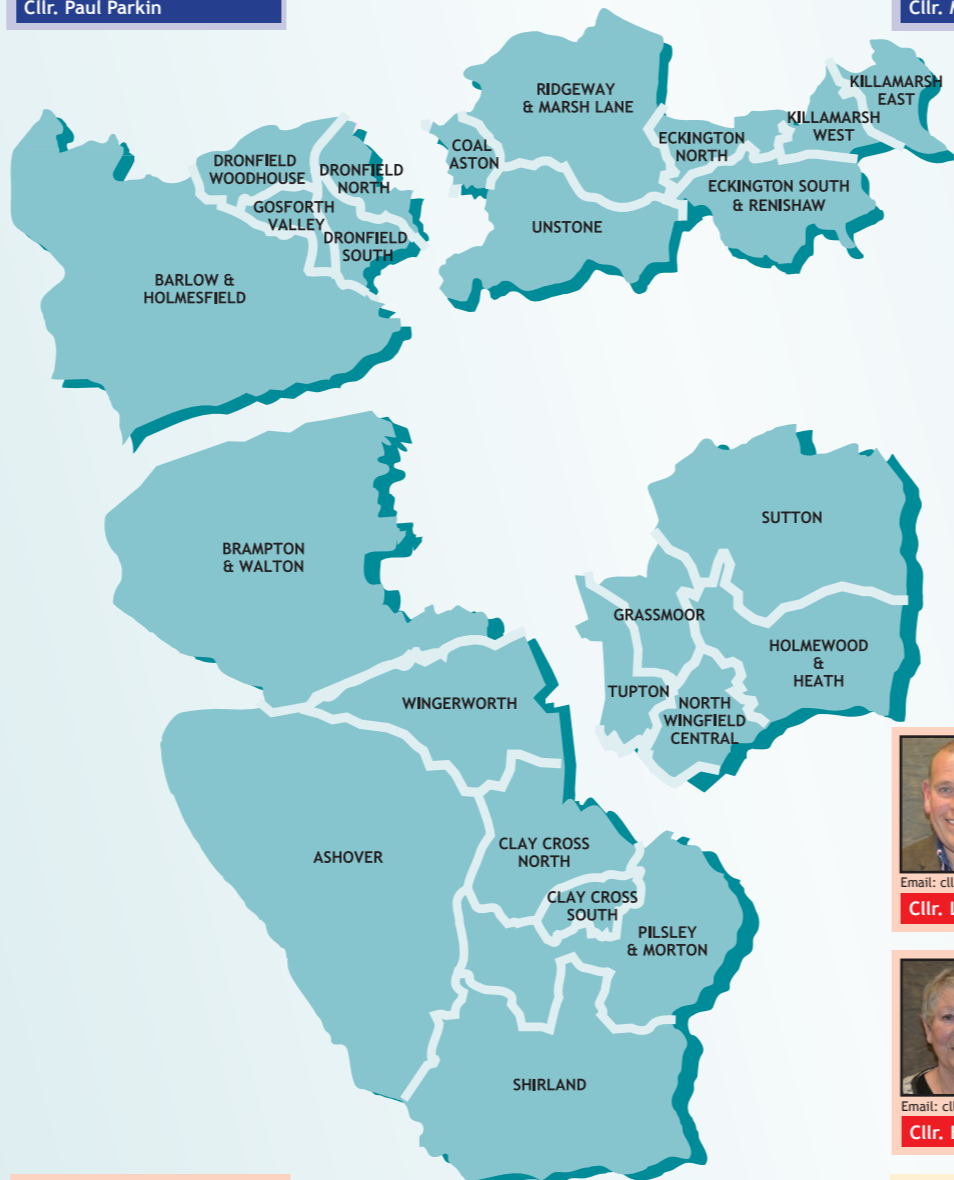 Cllr. Paul Parkin
Cllr.
RIDGEWAY
& MARSH LANE
KILLAMARSH
EAST
KILLAMARSH
WEST
COAL
ASTON
ECKINGTON
NORTH
DRONFIELD
WOODHOUSE
DRONFIELD
NORTH
ECKINGTON SOUTH
& RENISHAW
GOSFORTH
VALLEY
UNSTONE
DRONFIELD
SOUTH
BARLOW &
HOLMESFIELD
SUTTON
BRAMPTON
& WALTON
GRASSMOOR
HOLMEWOOD
&
HEATH
TUPTON
NORTH
WINGFIELD
CENTRAL
WINGERWORTH
ASHOVER
CLAY CROSS
NORTH
CLAY CROSS
SOUTH
PILSLEY
& MORTON
SHIRLAND
Email:
Cllr.
Email:
Cllr.